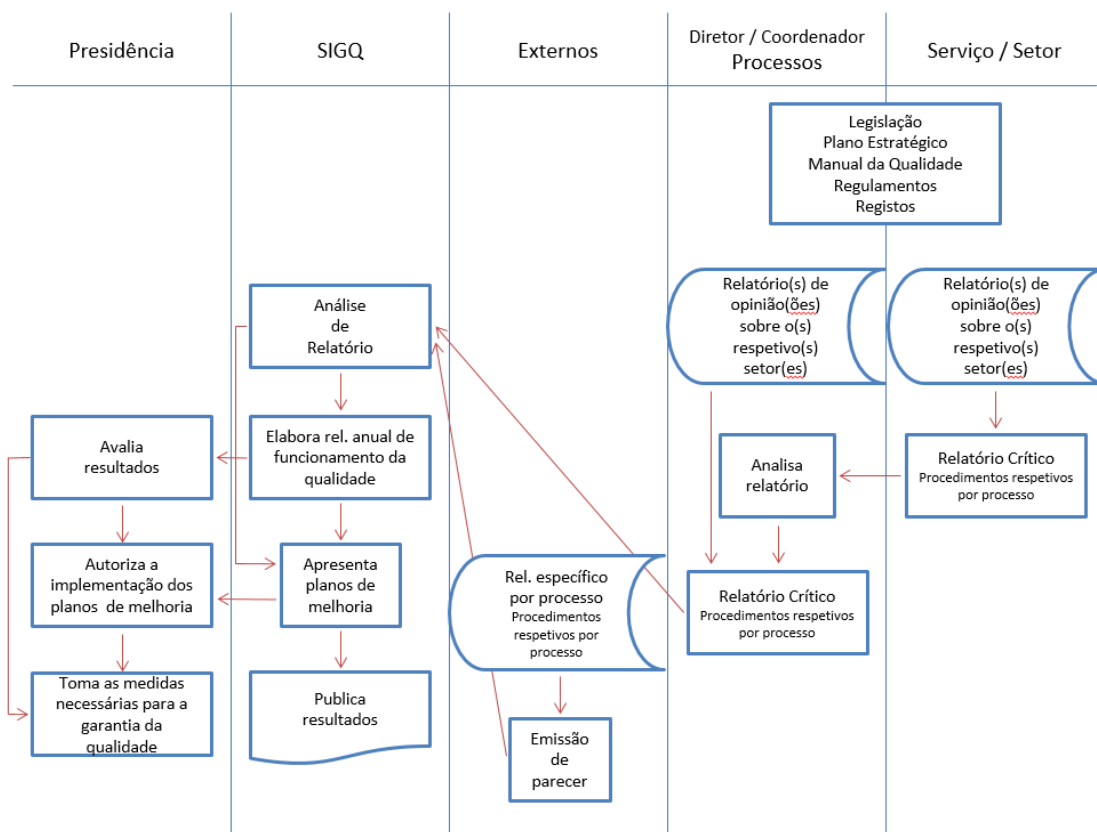 Presidência
SIGQ
Externos
Diretor / Coordenador
Processos
Serviço / Setor
Legislação
Plano Estratégico
Manual da Qualidade
Regulamentos
Registos
Análise
de
Relatório
Relatório(s) de
opinião(ões)
sobre o(s)
respetivo(s)
setor(es)
Relatório(s) de
opinião(ões)
sobre o(s)
respetivo(s)
setor(es)
Avalia
resultados
Elabora rel. anual de
funcionamento da
qualidade
Analisa
relatório
Relatório Crítico
Procedimentos respetivos
por processo
Autoriza a
implementação dos
planos de melhoria
Apresenta
planos de
melhoria
Rel. específico
por processo
Procedimentos
respetivos por
processo
Relatório Crítico
Procedimentos respetivos
por processo
Toma as medidas
necessárias para a
garantia da
qualidade
Publica
resultados
Emissão
de
parecer